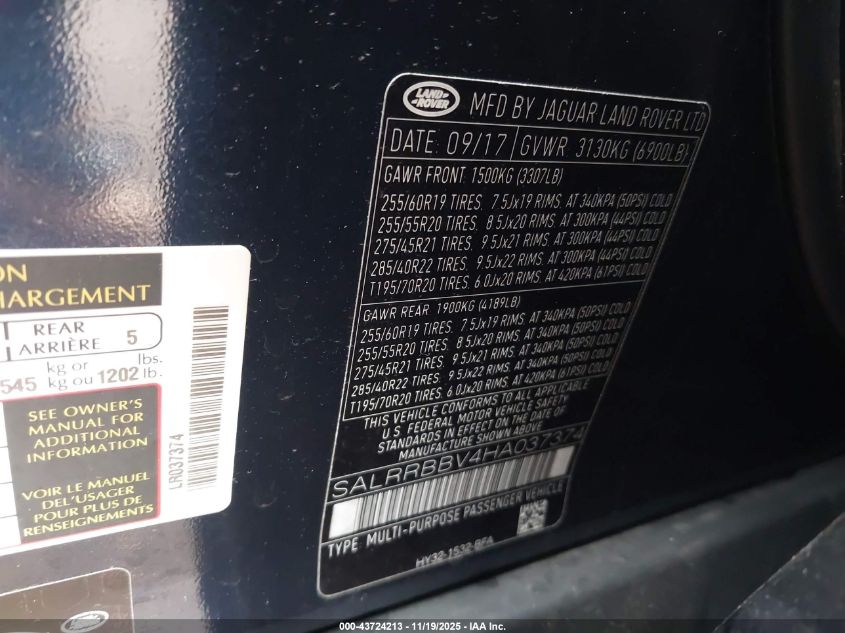 ON
HARGEMENT
REAR
ARRIÈRE 5
kg or lbs.
545 kg ou 1202 lb.
SEE OWNER'S
MANUAL FOR
ADDITIONAL
INFORMATION
VOIR LE MANUEL
DEL'USAGER
POUR PLUS DE
RENSEIGNEMENTS
LR037374
LAND
ROVER
MFD BY JAGUAR LAND ROVER LTD
DATE: 09/17 GVWR 3130KG (6900LB)
GAWR FRONT: 1500KG (3307LB)
255/60R19 TIRES. 7.5Jx19 RIMS. AT 340KPA (50PSI) COLD
255/55R20 TIRES. 8.5Jx20 RIMS. AT 300KPA (44PSI) COLD
275/45R21 TIRES. 9.5Jx21 RIMS. AT 300KPA (44PSI) COLD
285/40R22 TIRES. 9.5Jx22 RIMS. AT 300KPA (44PSI) COLD
T195/70R20 TIRES. 6.0Jx20 RIMS. AT 420KPA (61PSI) COLD
GAWR REAR: 1900KG (4189LB)
255/60R19 TIRES. 7.5Jx19 RIMS. AT 340KPA (50PSI) COLD
255/55R20 TIRES. 8.5Jx20 RIMS. AT 340KPA (50PSI) COLD
275/45R21 TIRES. 9.5Jx21 RIMS. AT 340KPA (50PSI) COLD
285/40R22 TIRES. 9.5Jx22 RIMS. AT 340KPA (50PSI) COLD
T195/70R20 TIRES. 6.0Jx20 RIMS. AT 420KPA (61PSI) COLD
THIS VEHICLE CONFORMS TO ALL APPLICABLE
U.S. FEDERAL MOTOR VEHICLE SAFETY
STANDARDS IN EFFECT ON THE DATE OF
MANUFACTURE SHOWN ABOVE
SALRRBBV4HA037374
TYPE: MULTI-PURPOSE PASSENGER VEHICLE
HY32-1532-BFA
000-43724213 - 11/19/2025 - IAA Inc.